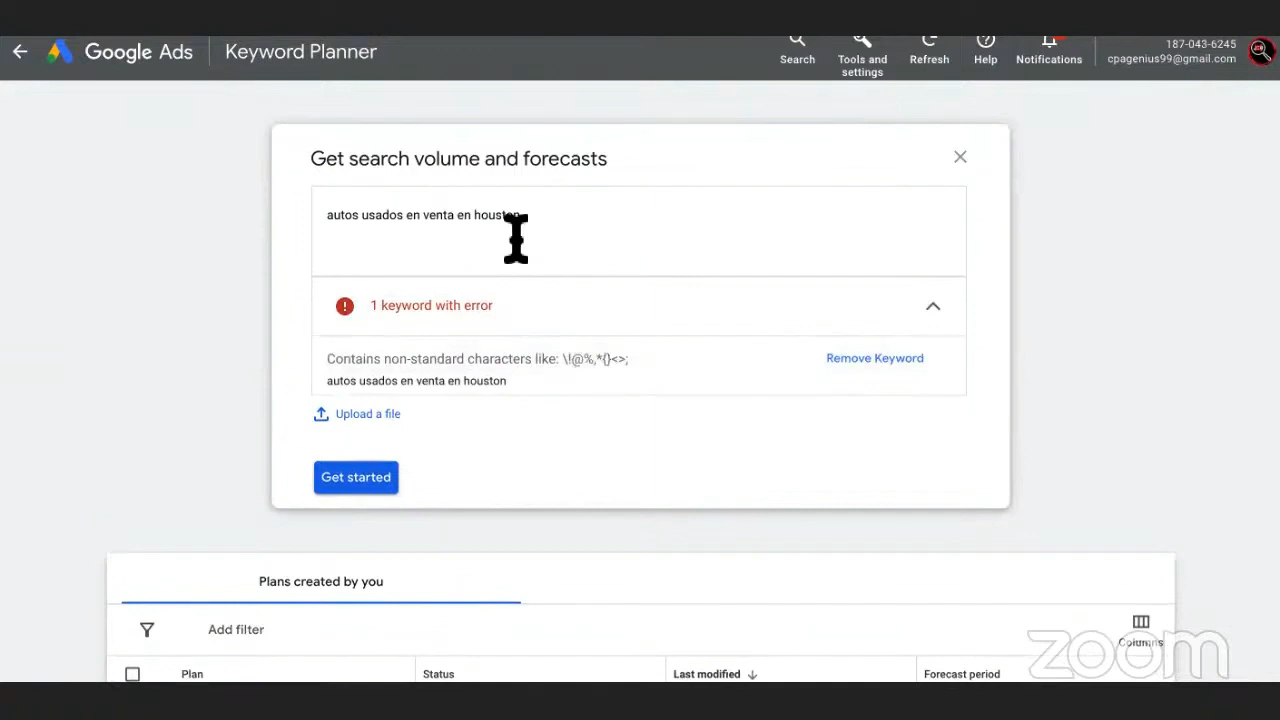 Google Ads
Keyword Planner
Search
Tools and
settings
Refresh
Help
Notifications
187-043-6245
cpagenius99@gmail.com
Get search volume and forecasts
autos usados en venta en houston
1 keyword with error
Contains non-standard characters like: \!@%,*{}<>;
Remove Keyword
autos usados en venta en houston
Upload a file
Get started
Plans created by you
Add filter
Columns
zoom
Plan
Status
Last modified
Forecast period